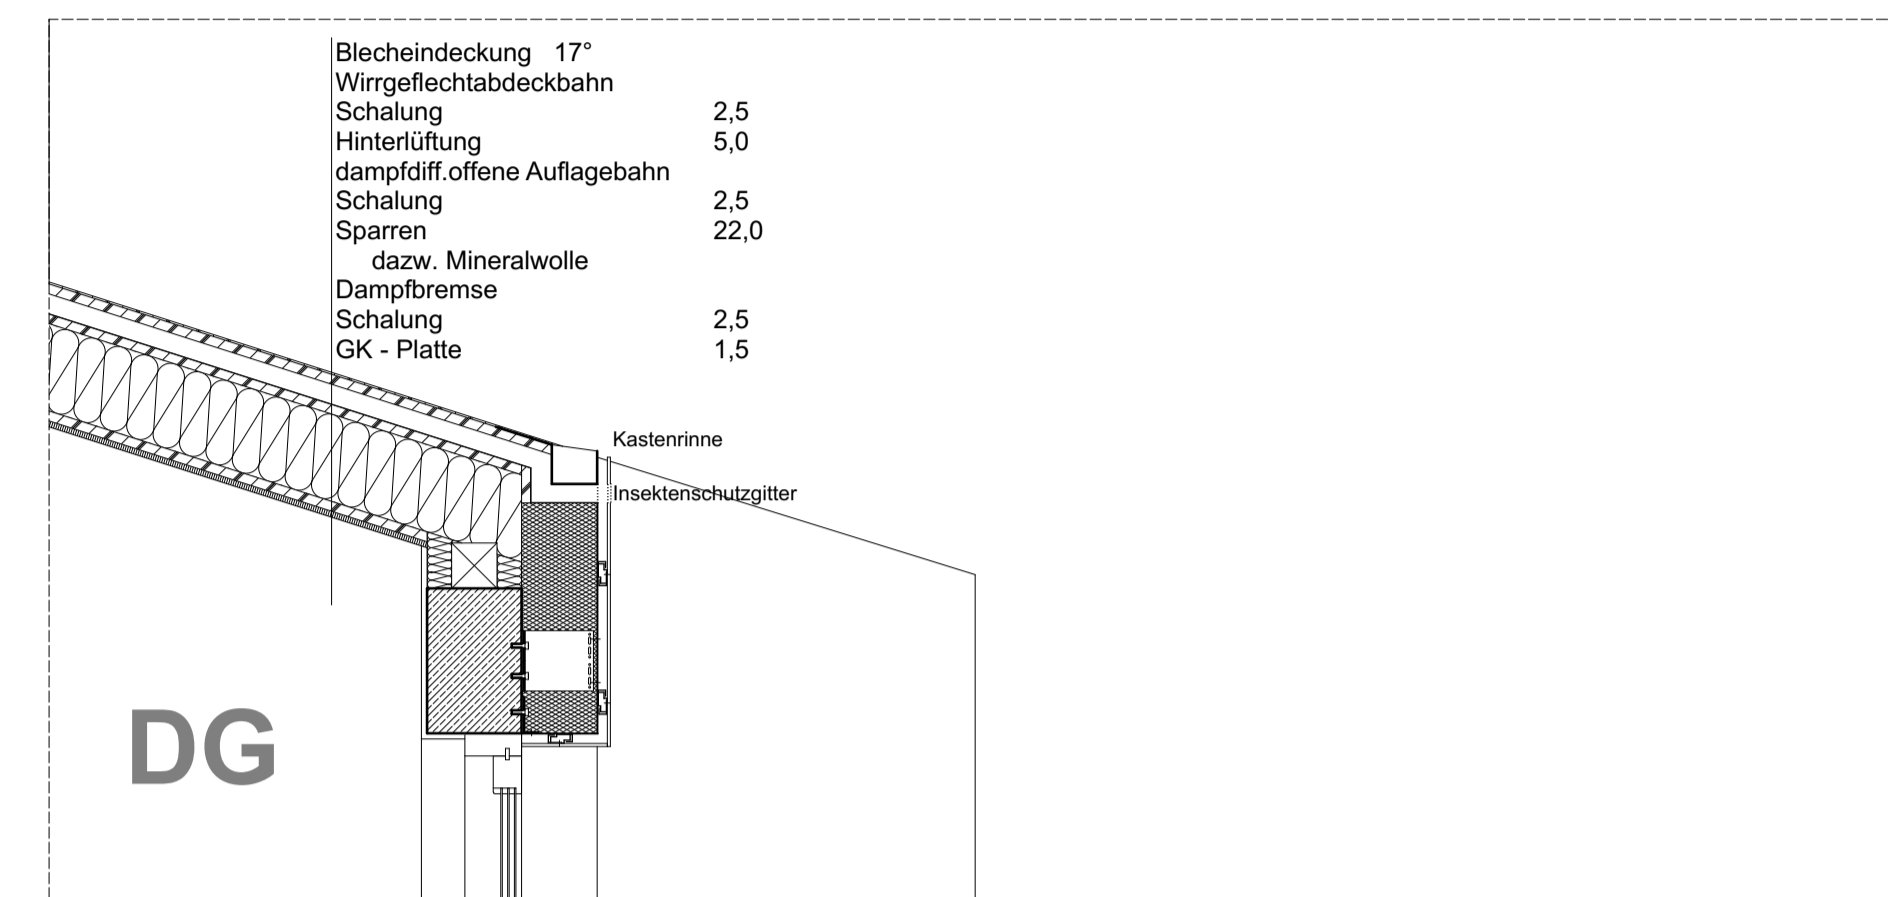 Blecheindeckung 17°
Wirrgeflechtabdeckbahn
Schalung 2,5
Hinterlüftung 5,0
dampfdiff.offene Auflagebahn
Schalung 2,5
Sparren 22,0
dazw. Mineralwolle
Dampfbremse
Schalung 2,5
GK - Platte 1,5
Kastenrinne
Insektenschutzgitter
DG